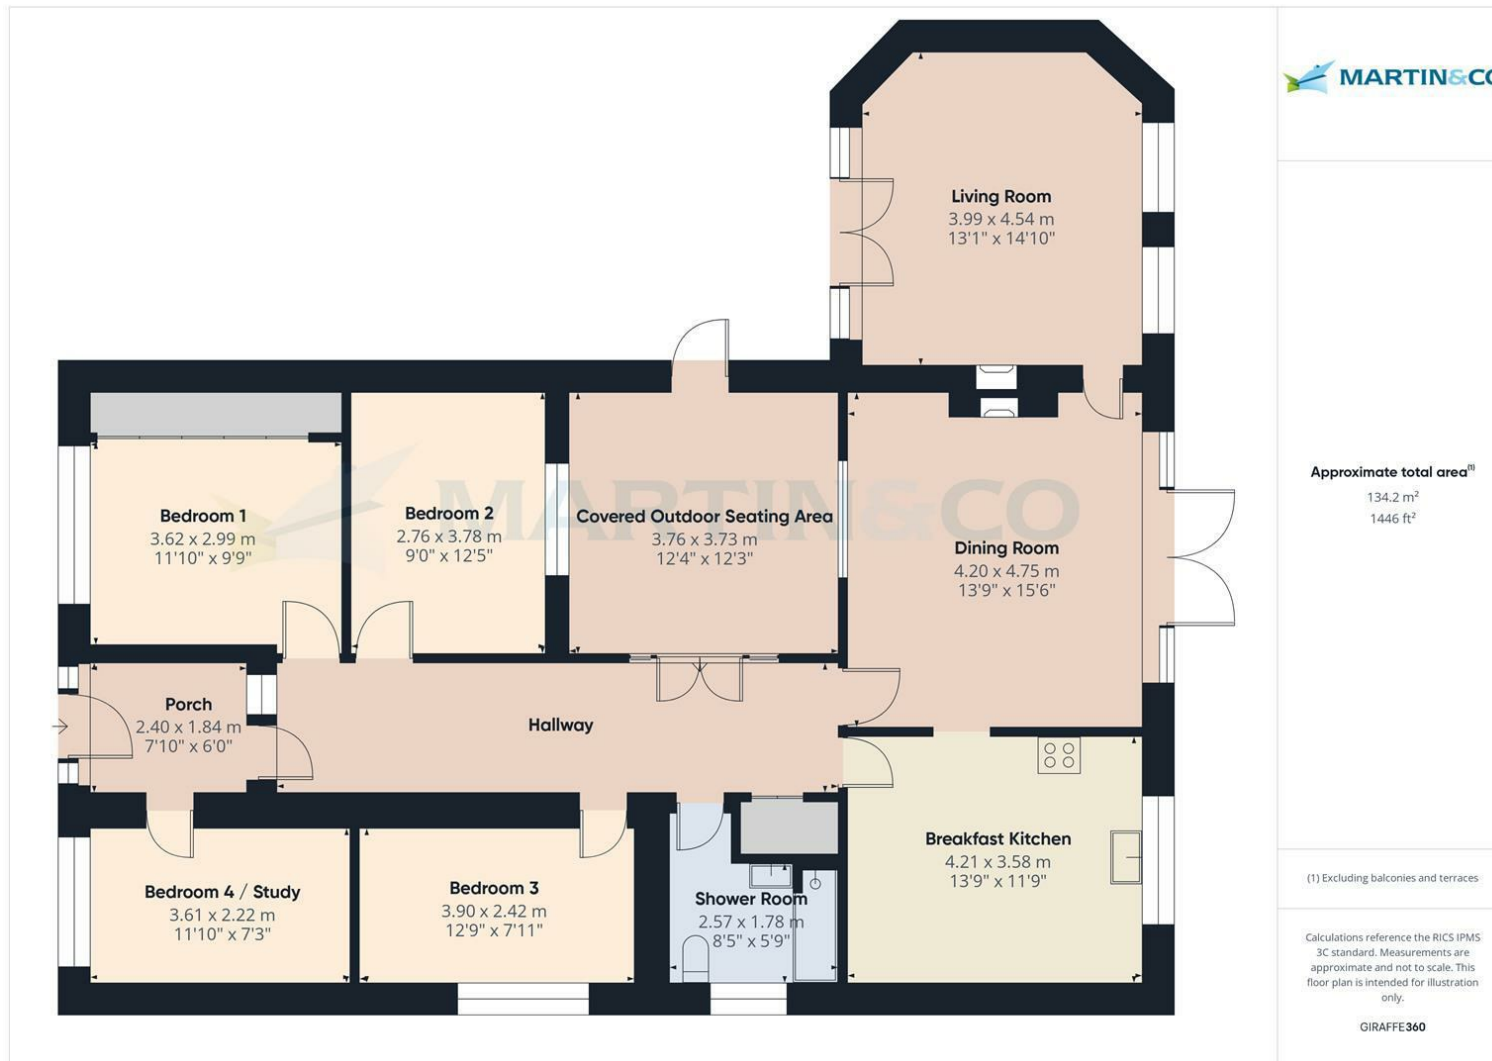 MARTIN&CO
Living Room
3.99 x 4.54 m
13'1" x 14'10"
Bedroom 1
3.62 x 2.99 m
11'10" x 9'9"
Bedroom 2
2.76 x 3.78 m
9'0" x 12'5"
MARTIN&CO
Covered Outdoor Seating Area
3.76 x 3.73 m
12'4" x 12'3"
Dining Room
4.20 x 4.75 m
13'9" x 15'6"
Porch
2.40 x 1.84 m
7'10" x 6'0"
Hallway
Bedroom 4 / Study
3.61 x 2.22 m
11'10" x 7'3"
Bedroom 3
3.90 x 2.42 m
12'9" x 7'11"
Shower Room
2.57 x 1.78 m
8'5" x 5'9"
Breakfast Kitchen
4.21 x 3.58 m
13'9" x 11'9"
Approximate total area(1)
134.2 m²
1446 ft²
(1) Excluding balconies and terraces
Calculations reference the RICS IPMS
3C standard. Measurements are
approximate and not to scale. This
floor plan is intended for illustration
only.
GIRAFFE360